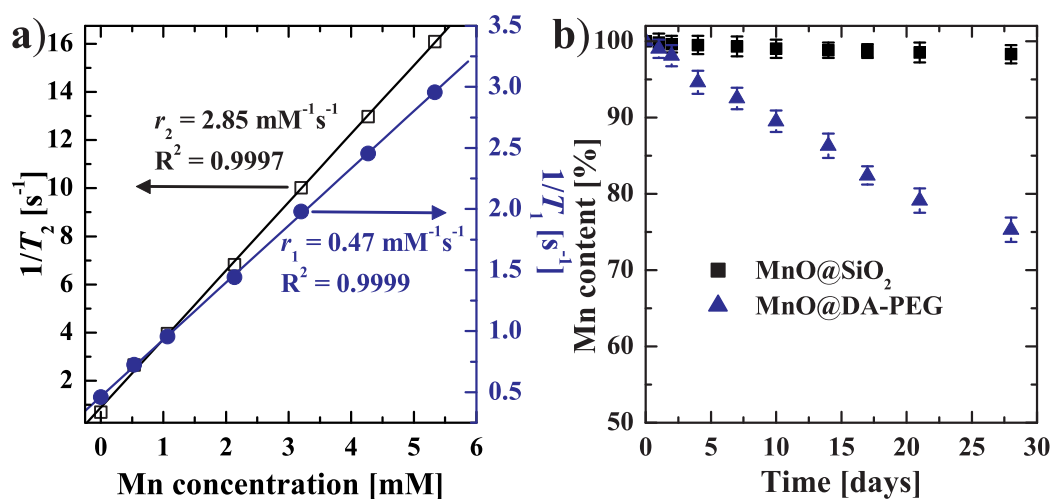 a)
16
14
12
10
8
6
4
2
1/T₂ [s⁻¹]
r₂ = 2.85 mM⁻¹s⁻¹
R² = 0.9997
r₁ = 0.47 mM⁻¹s⁻¹
R² = 0.9999
3.5
3.0
2.5
2.0
1.5
1.0
0.5
1/T₁ [s⁻¹]
0 1 2 3 4 5 6
Mn concentration [mM]
b)
100
90
80
70
60
50
Mn content [%]
MnO@SiO₂
MnO@DA-PEG
0 5 10 15 20 25 30
Time [days]